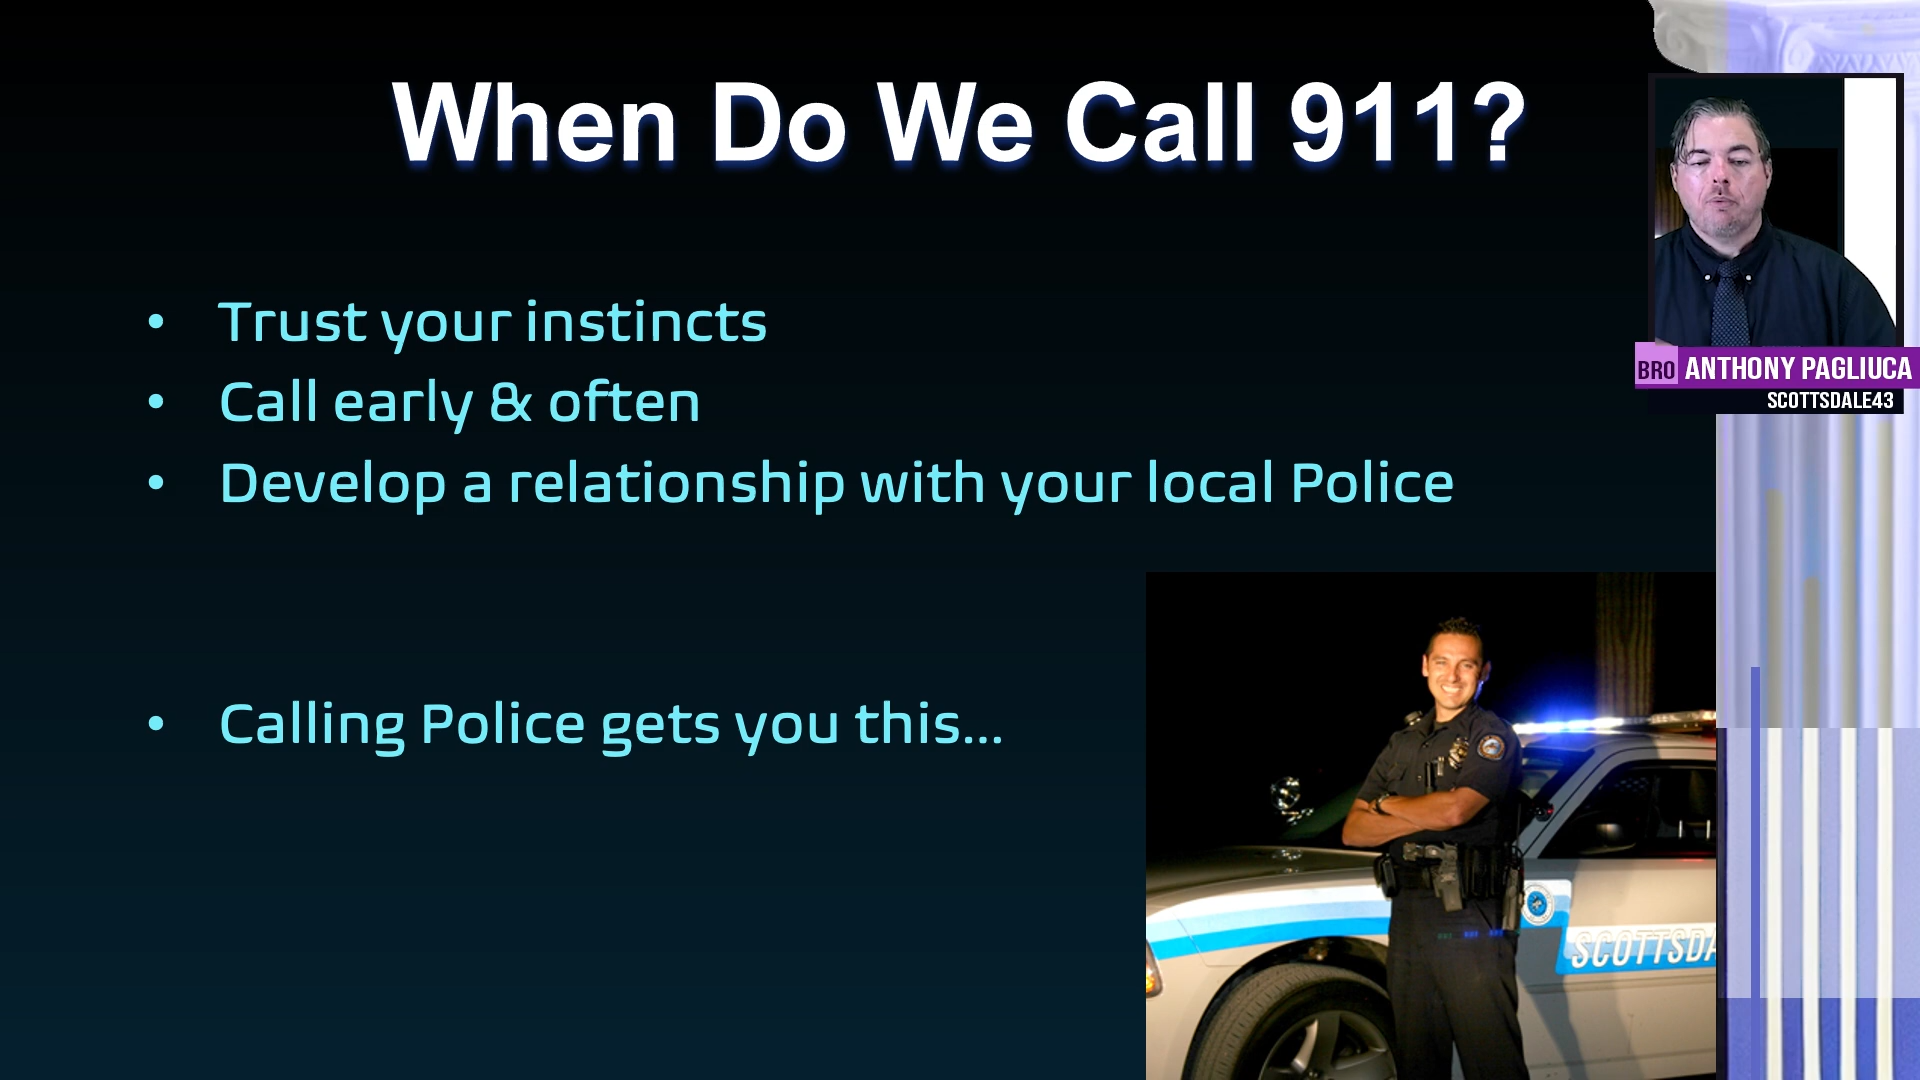 When Do We Call 911?
• Trust your instincts
• Call early & often
• Develop a relationship with your local Police
• Calling Police gets you this...
BRO ANTHONY PAGLIUCA
SCOTTSDALE43
SCOTTSDA